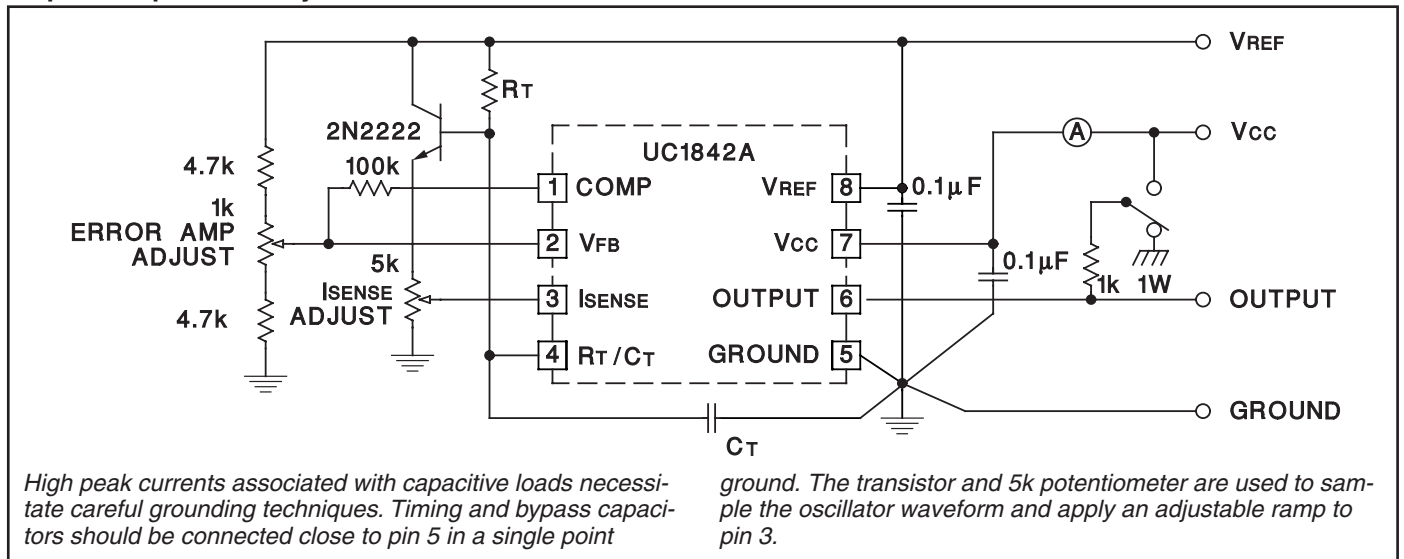 VREF
RT
A
VCC
2N2222
UC1842A
4.7k
100k
1 COMP
VREF 8
0.1µF
1k
ERROR AMP
ADJUST
2 VFB
VCC 7
5k
0.1µF
ISENSE
ADJUST
3 ISENSE
OUTPUT 6
1k 1W
OUTPUT
4.7k
4 RT/CT
GROUND 5
GROUND
CT
High peak currents associated with capacitive loads necessi-
tate careful grounding techniques. Timing and bypass capaci-
tors should be connected close to pin 5 in a single point
ground. The transistor and 5k potentiometer are used to sam-
ple the oscillator waveform and apply an adjustable ramp to
pin 3.